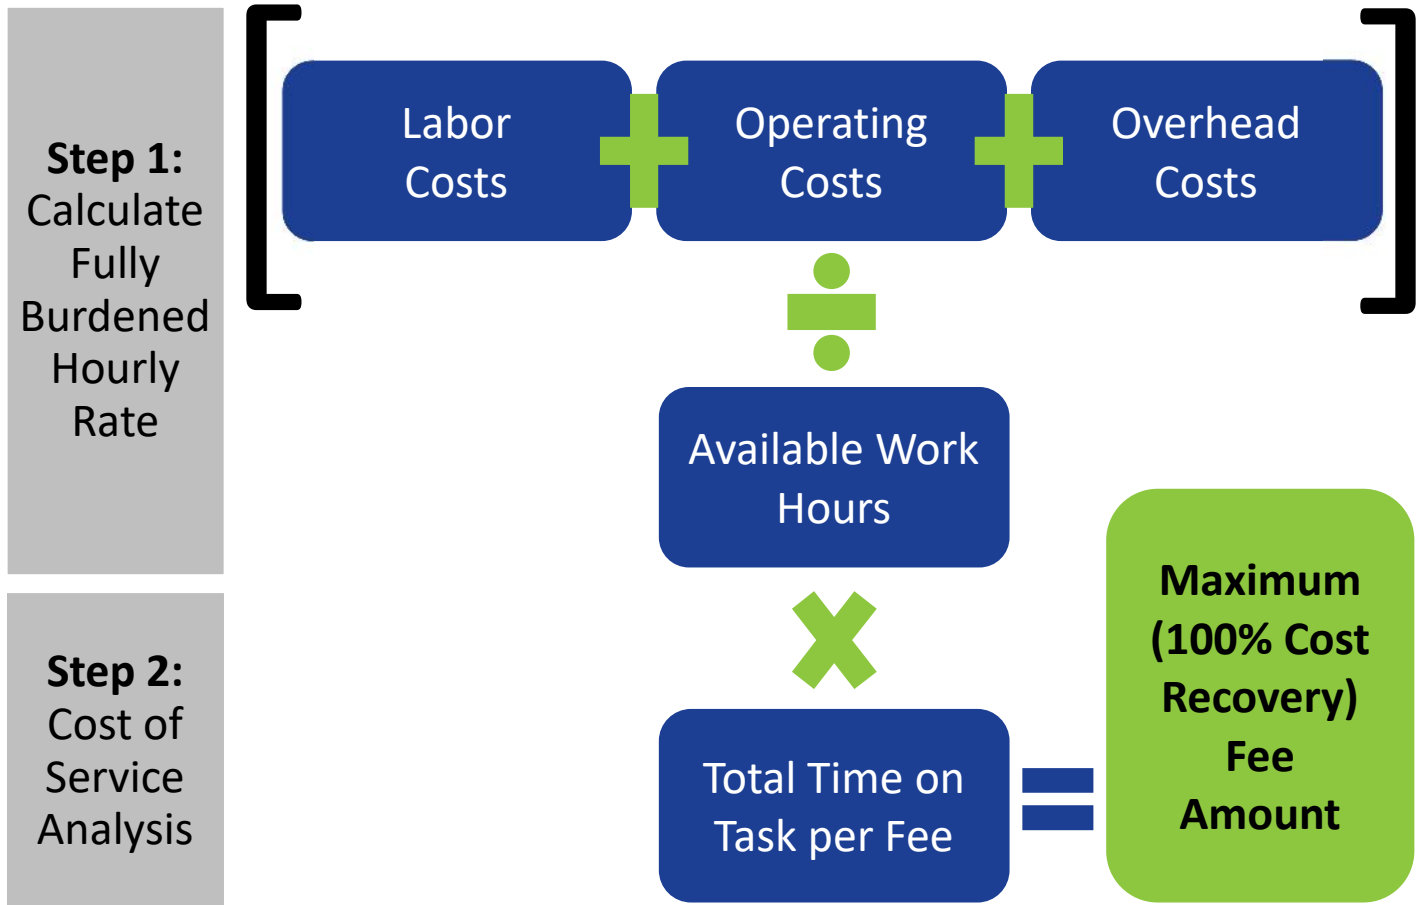 Step 1:
Calculate
Fully
Burdened
Hourly
Rate
Labor
Costs
Operating
Costs
Overhead
Costs
Available Work
Hours
Step 2:
Cost of
Service
Analysis
Total Time on
Task per Fee
Maximum
(100% Cost
Recovery)
Fee
Amount